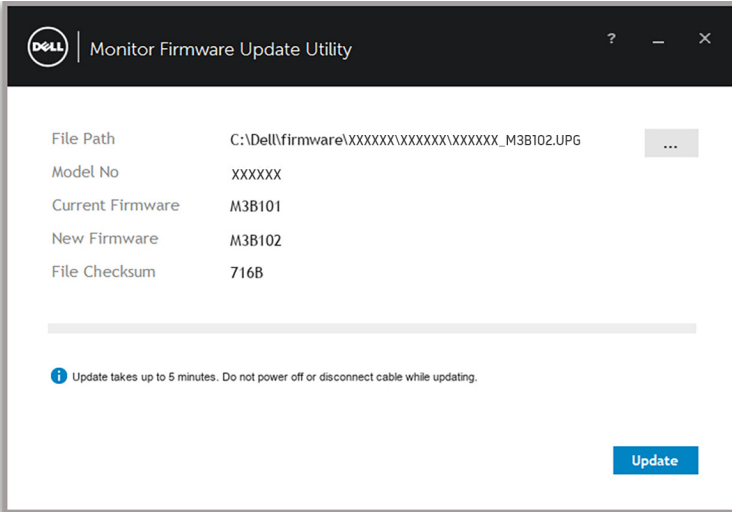 DELL Monitor Firmware Update Utility ? _ X
File Path C:\Dell\firmware\XXXXXX\XXXXXX\XXXXXX_M3B102.UPG ...
Model No XXXXXX
Current Firmware M3B101
New Firmware M3B102
File Checksum 716B
i Update takes up to 5 minutes. Do not power off or disconnect cable while updating.
Update